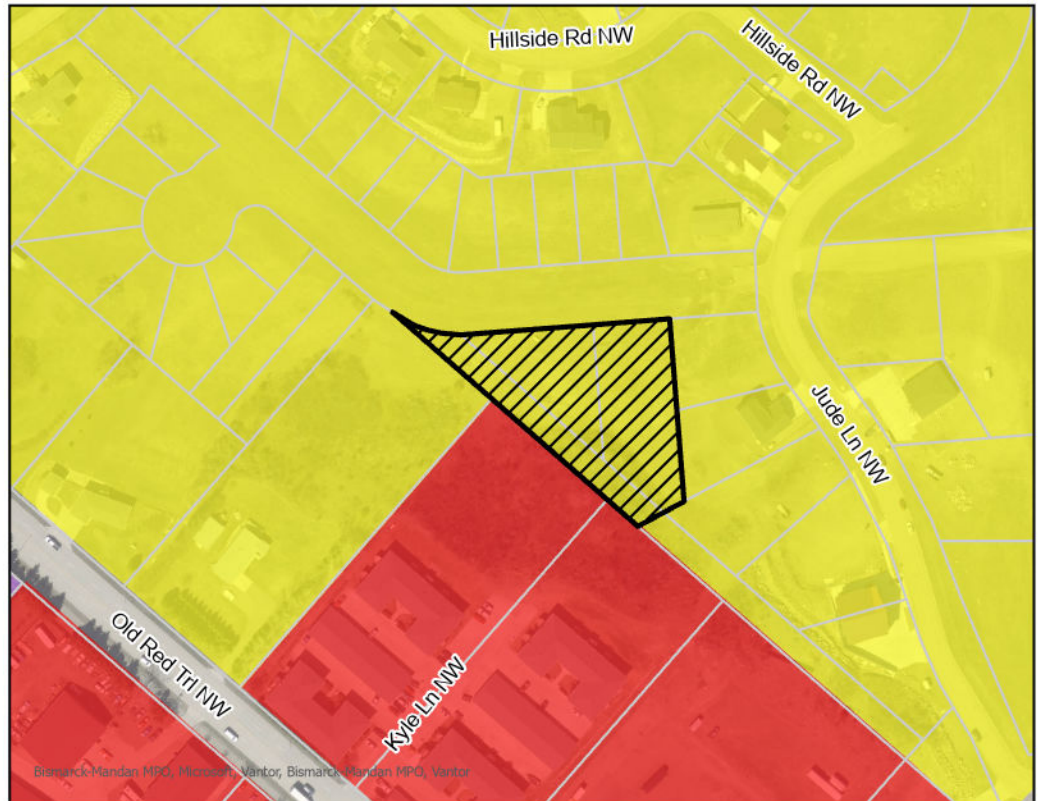 Hillside Rd NW
Hillside Rd NW
Jude Ln NW
Old Red Trl NW
Kyle Ln NW
Bismarck-Mandan MPO, Microsoft, Vantor, Bismarck-Mandan MPO, Vantor